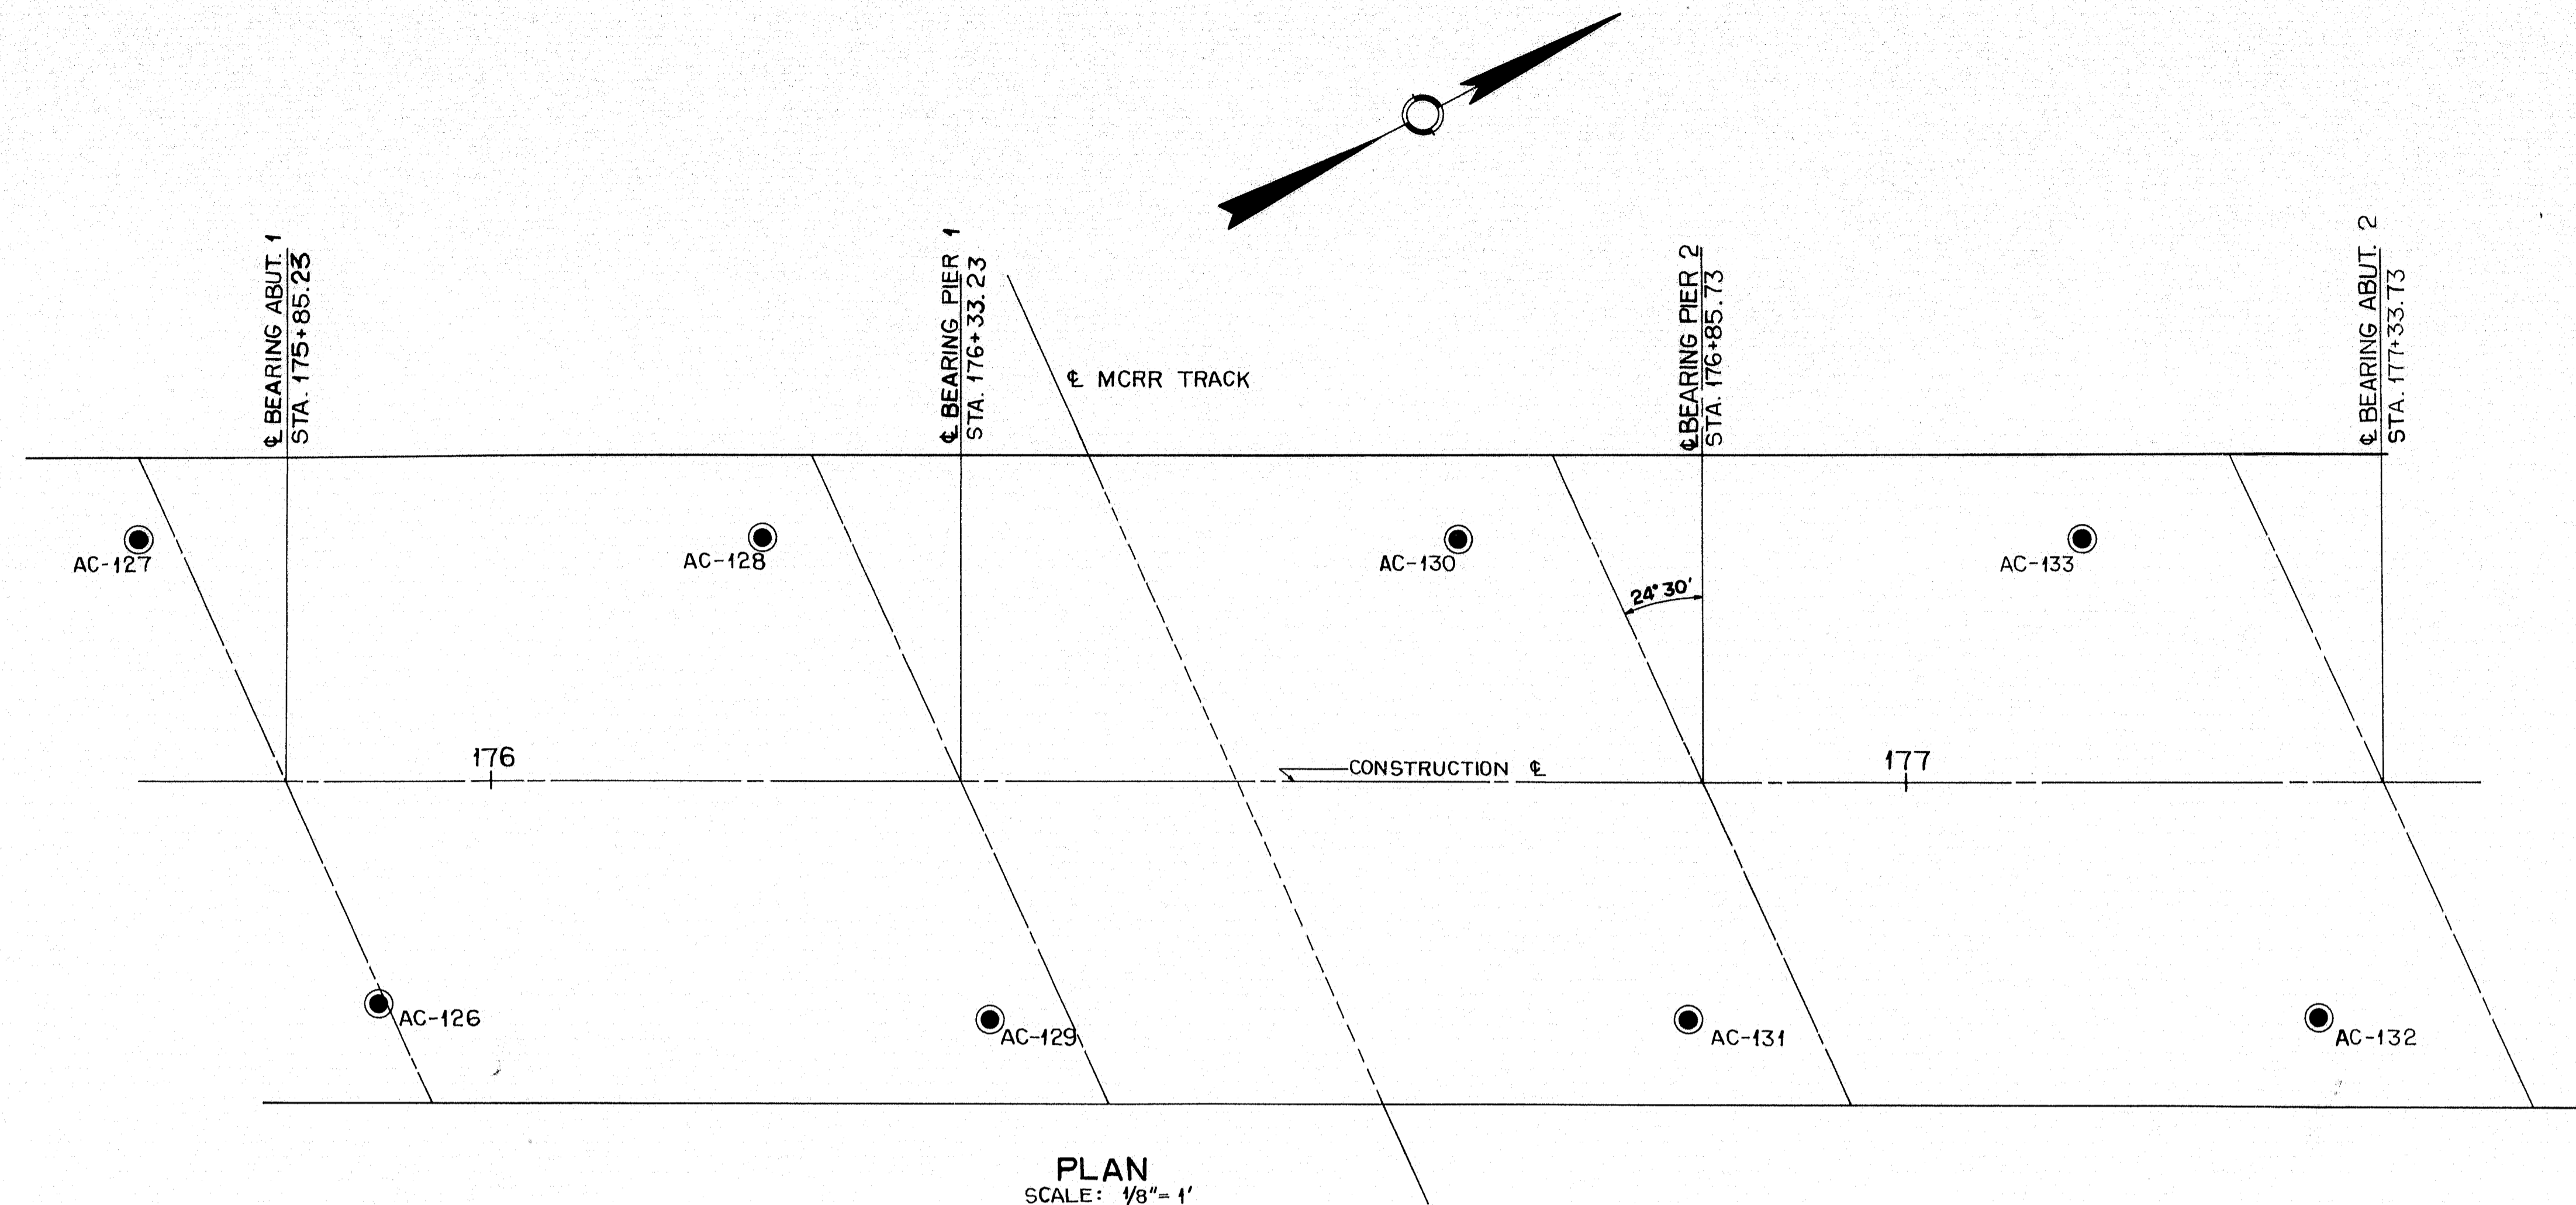 ℄ BEARING ABUT. 1
STA. 175+85.23
℄ BEARING PIER 1
STA. 176+33.23
℄ BEARING PIER 2
STA. 176+85.73
℄ BEARING ABUT. 2
STA. 177+33.73
℄ MCRR TRACK
AC-127
AC-128
AC-130
AC-133
24°30'
176
CONSTRUCTION ℄
177
AC-126
AC-129
AC-131
AC-132
PLAN
SCALE: 1/8"= 1'